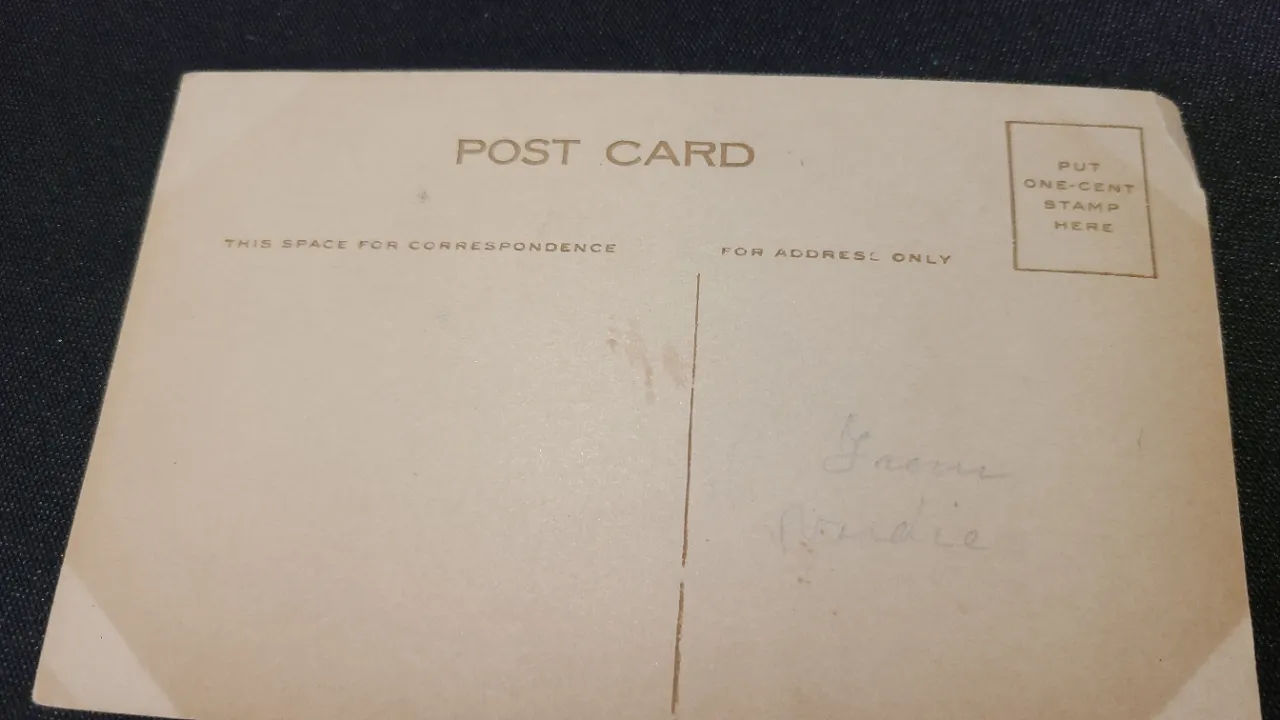 POST CARD
PUT
ONE-CENT
STAMP
HERE
THIS SPACE FOR CORRESPONDENCE
FOR ADDRESS ONLY
From